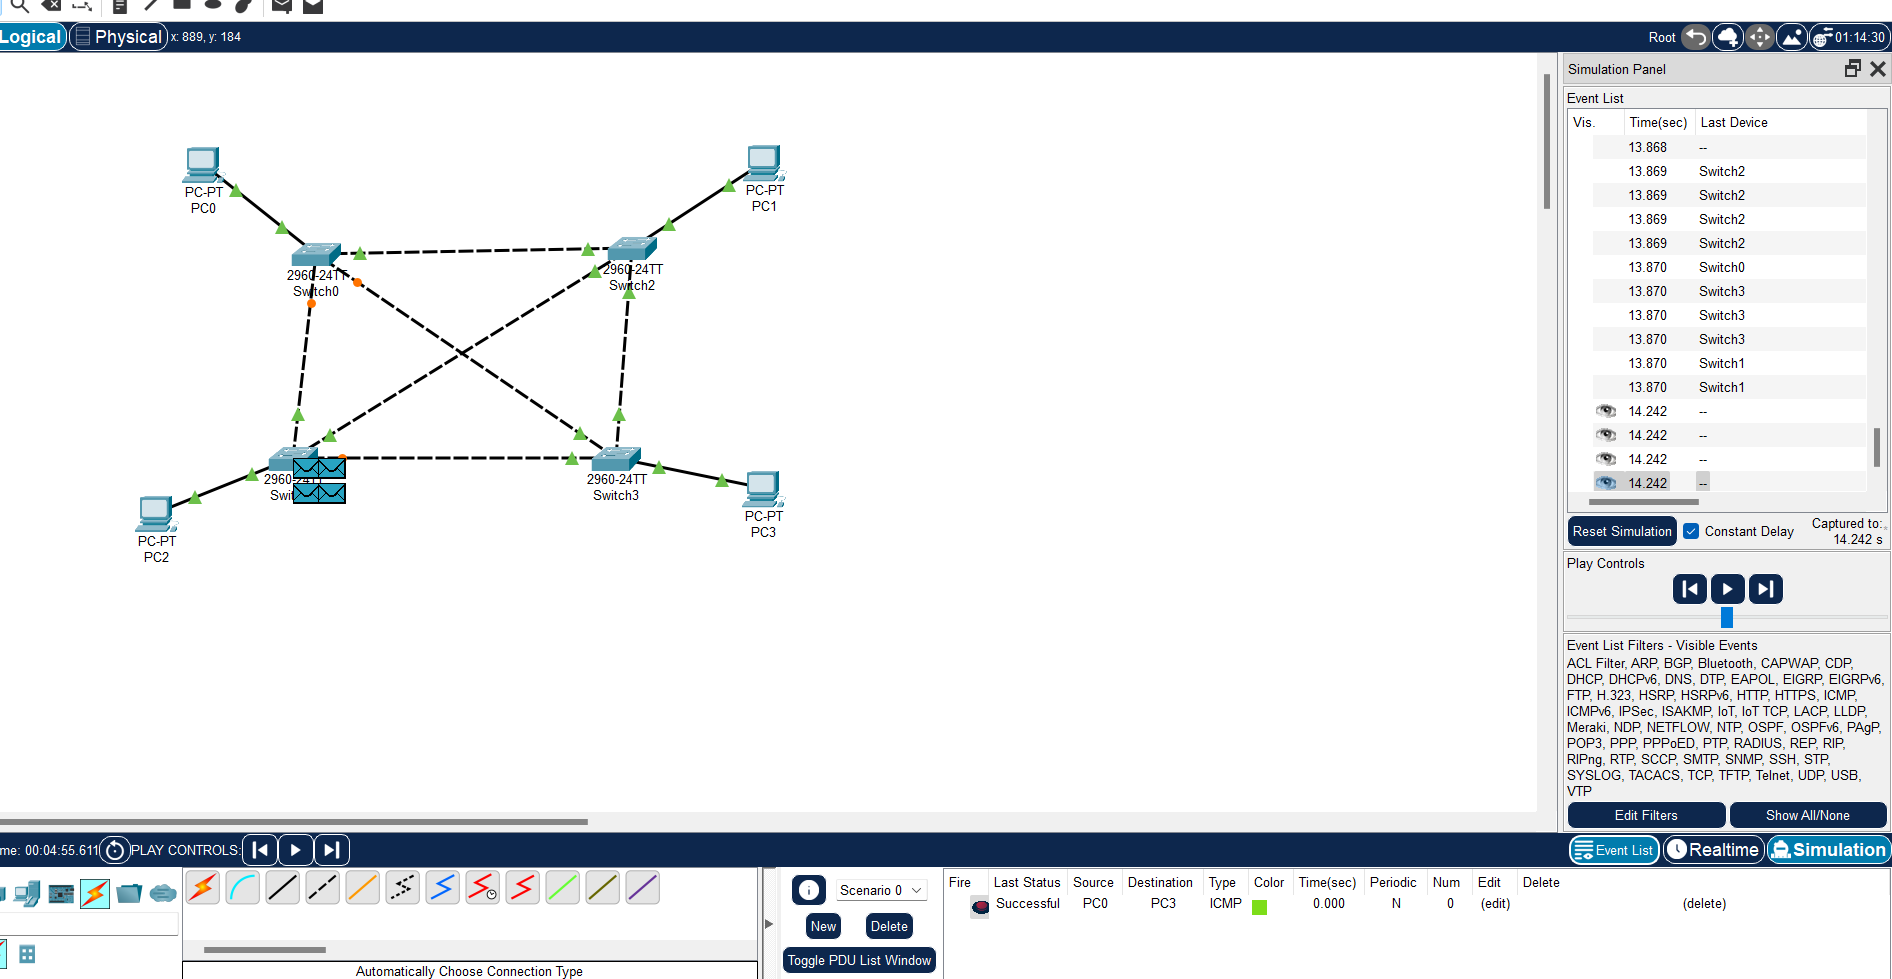 Logical
Physical
x: 889, y: 184
Root
01:14:30
Simulation Panel
Event List
Vis. Time(sec) Last Device
13.868 --
13.869 Switch2
13.869 Switch2
13.869 Switch2
13.869 Switch2
13.870 Switch0
13.870 Switch3
13.870 Switch3
13.870 Switch3
13.870 Switch1
13.870 Switch1
14.242 --
14.242 --
14.242 --
14.242 --
Reset Simulation
Constant Delay
Captured to:
14.242 s
Play Controls
Event List Filters - Visible Events
ACL Filter, ARP, BGP, Bluetooth, CAPWAP, CDP,
DHCP, DHCPv6, DNS, DTP, EAPOL, EIGRP, EIGRPv6,
FTP, H.323, HSRP, HSRPv6, HTTP, HTTPS, ICMP,
ICMPv6, IPSec, ISAKMP, IoT, IoT TCP, LACP, LLDP,
Meraki, NDP, NETFLOW, NTP, OSPF, OSPFv6, PAgP,
POP3, PPP, PPPoED, PTP, RADIUS, REP, RIP,
RIPng, RTP, SCCP, SMTP, SNMP, SSH, STP,
SYSLOG, TACACS, TCP, TFTP, Telnet, UDP, USB,
VTP
Edit Filters
Show All/None
PC-PT
PC0
PC-PT
PC1
2960-24TT
Switch0
2960-24TT
Switch2
2960-24TT
2960-24TT
Switch3
PC-PT
PC2
PC-PT
PC3
me: 00:04:55.611
PLAY CONTROLS:
Event List
Realtime
Simulation
Scenario 0
New
Delete
Toggle PDU List Window
Fire Last Status Source Destination Type Color Time(sec) Periodic Num Edit Delete
Successful PC0 PC3 ICMP 0.000 N 0 (edit) (delete)
Automatically Choose Connection Type